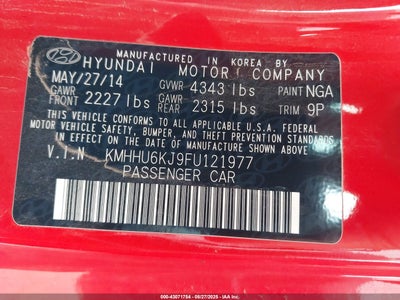 MANUFACTURED IN KOREA BY
HYUNDAI MOTOR COMPANY
MAY/27/14 GVWR 4343 lbs PAINT NGA
GAWR FRONT 2227 lbs GAWR REAR 2315 lbs TRIM 9P
THIS VEHICLE CONFORMS TO ALL APPLICABLE U.S.A. FEDERAL
MOTOR VEHICLE SAFETY, BUMPER, AND THEFT PREVENTION STANDARDS
IN EFFECT ON THE DATE OF MANUFACTURE SHOWN ABOVE.
V.I.N KMHHU6KJ9FU121977
PASSENGER CAR
000-43071754 - 08/27/2025 - IAAI.COM